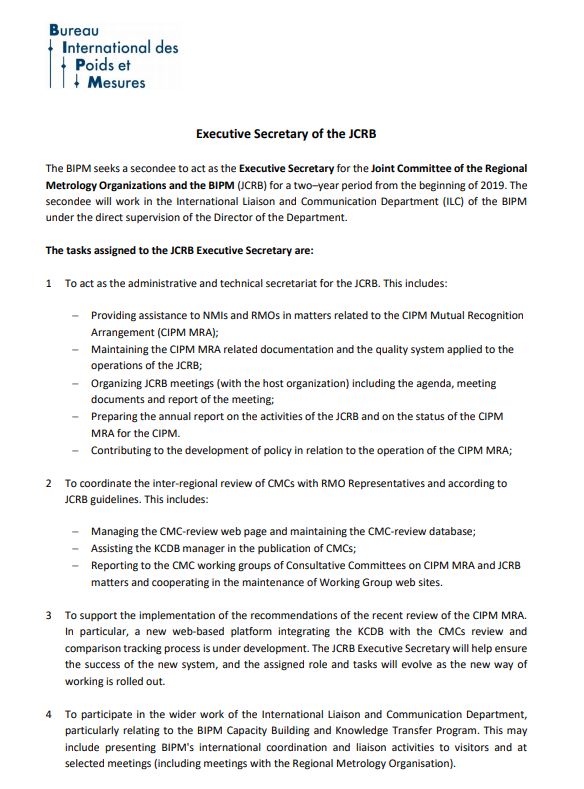 Bureau
International des
Poids et
Mesures
Executive Secretary of the JCRB
The BIPM seeks a secondee to act as the Executive Secretary for the Joint Committee of the Regional
Metrology Organizations and the BIPM (JCRB) for a two–year period from the beginning of 2019. The
secondee will work in the International Liaison and Communication Department (ILC) of the BIPM
under the direct supervision of the Director of the Department.
The tasks assigned to the JCRB Executive Secretary are:
1 To act as the administrative and technical secretariat for the JCRB. This includes:
– Providing assistance to NMIs and RMOs in matters related to the CIPM Mutual Recognition
Arrangement (CIPM MRA);
– Maintaining the CIPM MRA related documentation and the quality system applied to the
operations of the JCRB;
– Organizing JCRB meetings (with the host organization) including the agenda, meeting
documents and report of the meeting;
– Preparing the annual report on the activities of the JCRB and on the status of the CIPM
MRA for the CIPM.
– Contributing to the development of policy in relation to the operation of the CIPM MRA;
2 To coordinate the inter-regional review of CMCs with RMO Representatives and according to
JCRB guidelines. This includes:
– Managing the CMC-review web page and maintaining the CMC-review database;
– Assisting the KCDB manager in the publication of CMCs;
– Reporting to the CMC working groups of Consultative Committees on CIPM MRA and JCRB
matters and cooperating in the maintenance of Working Group web sites.
3 To support the implementation of the recommendations of the recent review of the CIPM MRA.
In particular, a new web-based platform integrating the KCDB with the CMCs review and
comparison tracking process is under development. The JCRB Executive Secretary will help ensure
the success of the new system, and the assigned role and tasks will evolve as the new way of
working is rolled out.
4 To participate in the wider work of the International Liaison and Communication Department,
particularly relating to the BIPM Capacity Building and Knowledge Transfer Program. This may
include presenting BIPM's international coordination and liaison activities to visitors and at
selected meetings (including meetings with the Regional Metrology Organisation).